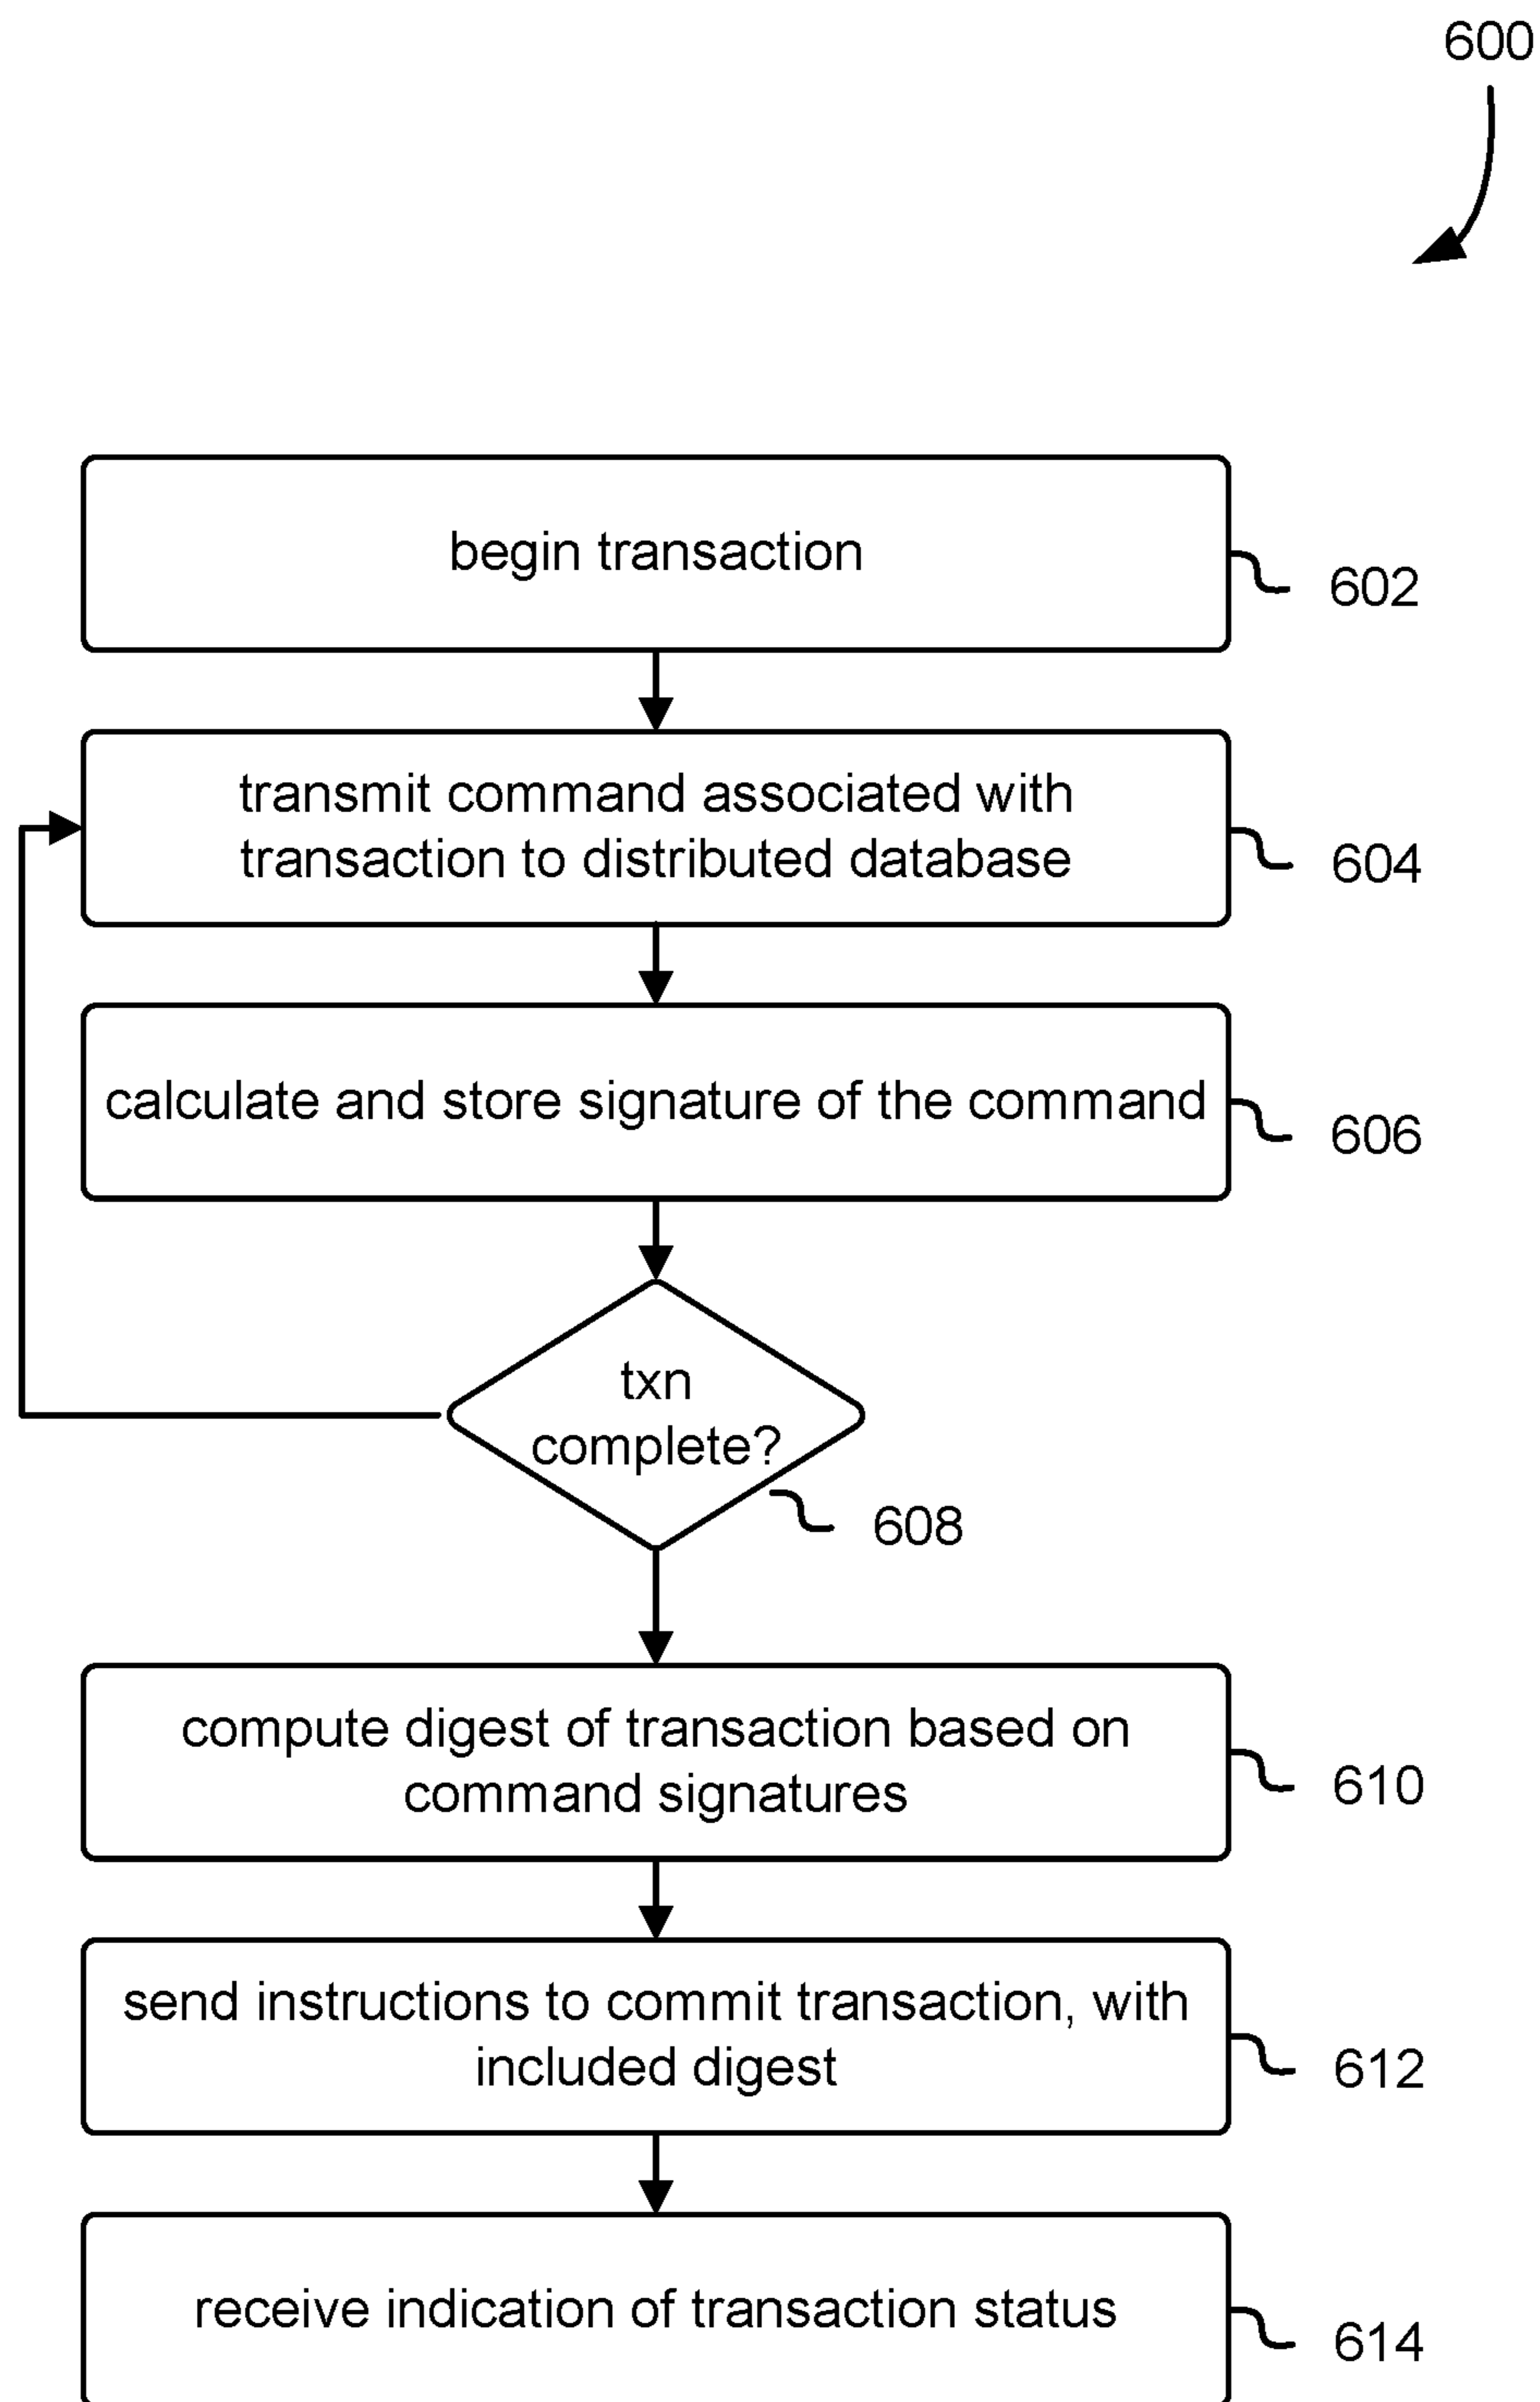 600
begin transaction
602
transmit command associated with
transaction to distributed database
604
calculate and store signature of the command
606
txn
complete?
608
compute digest of transaction based on
command signatures
610
send instructions to commit transaction, with
included digest
612
receive indication of transaction status
614